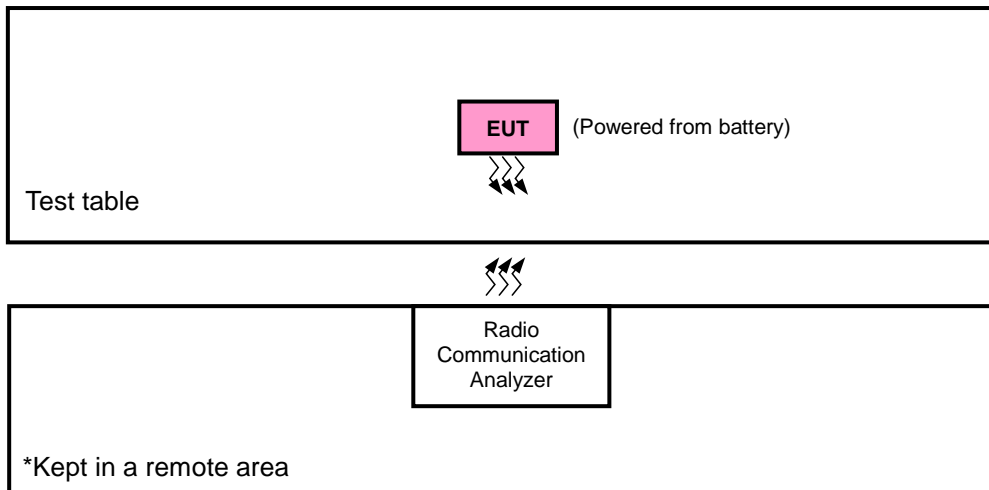 EUT
(Powered from battery)
Test table
Radio
Communication
Analyzer
*Kept in a remote area